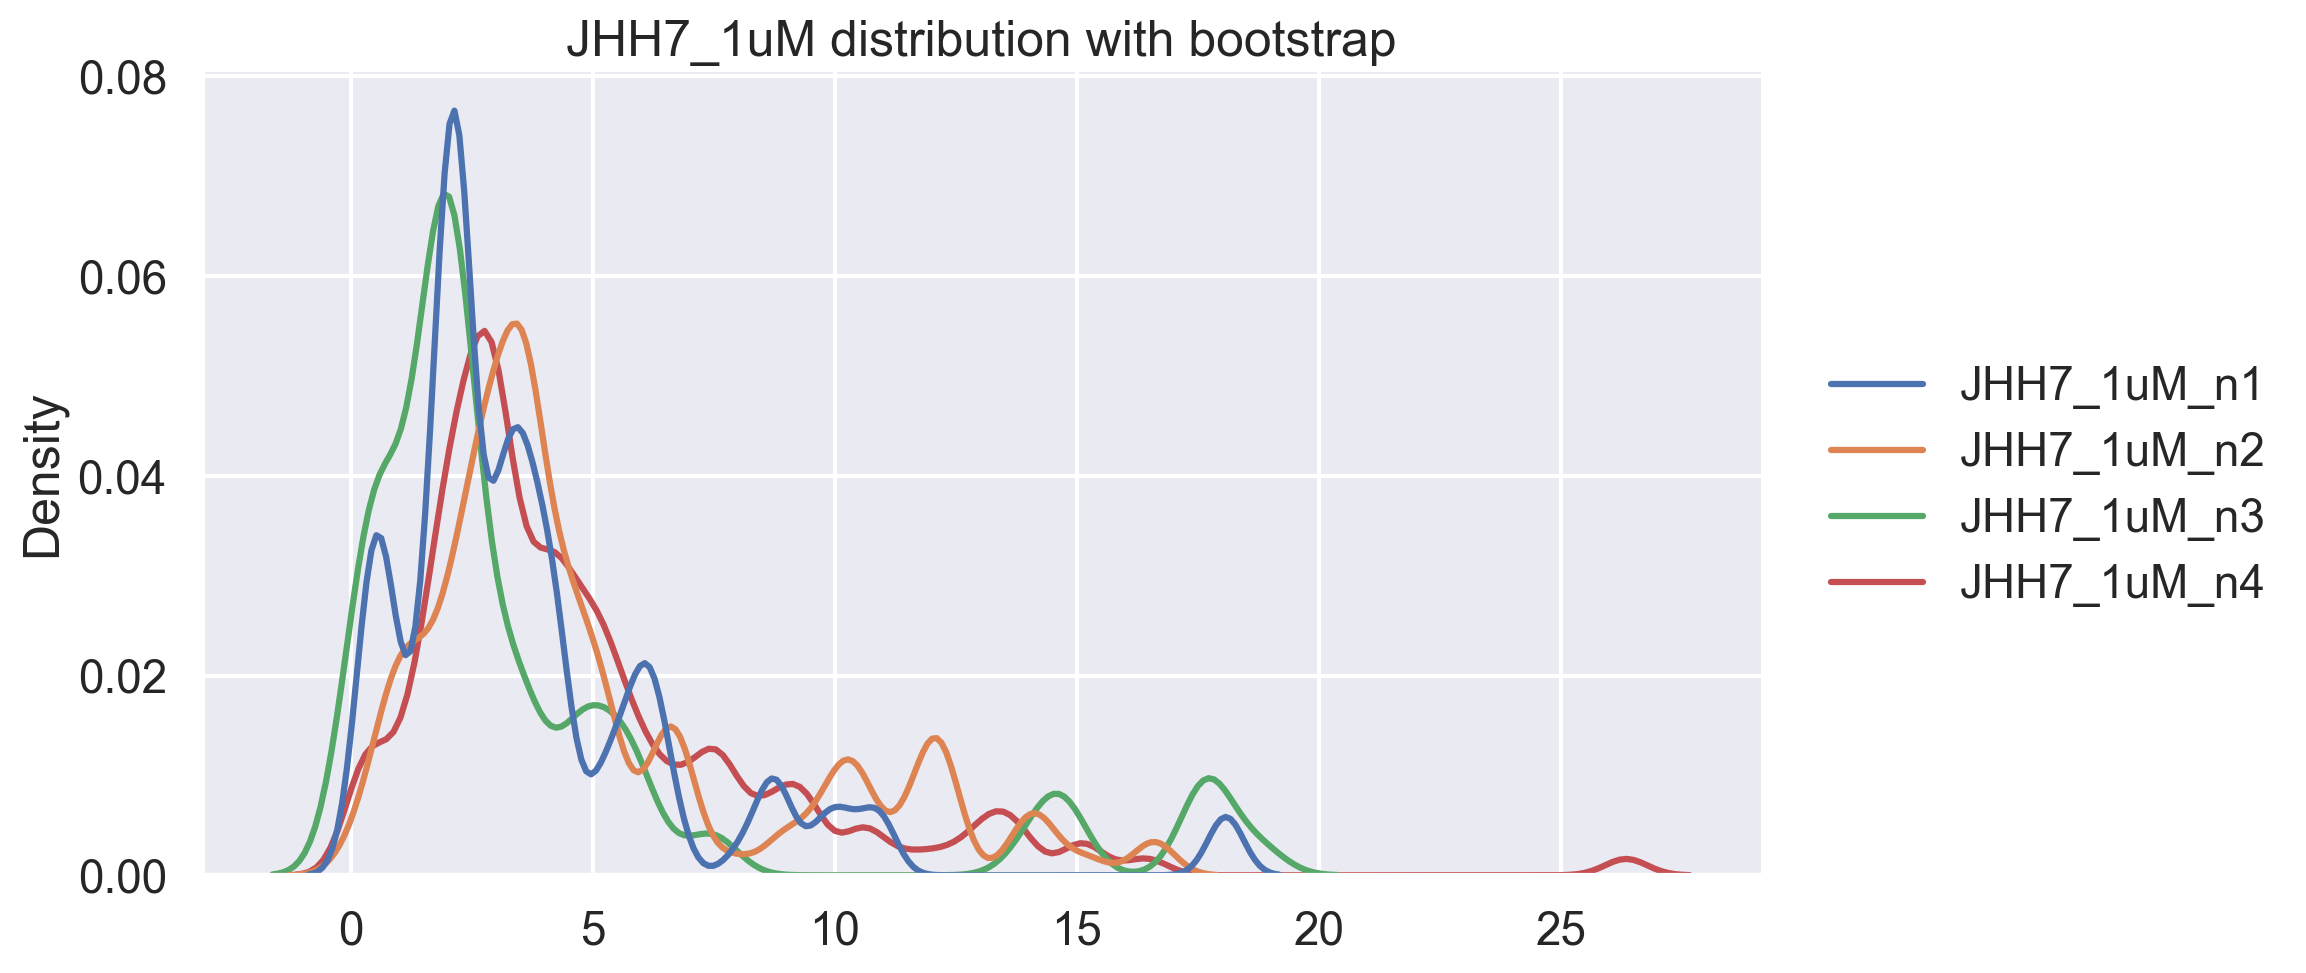 JHH7_1uM distribution with bootstrap
0.08
0.06
0.04
0.02
0.00
Density
0 5 10 15 20 25
JHH7_1uM_n1
JHH7_1uM_n2
JHH7_1uM_n3
JHH7_1uM_n4